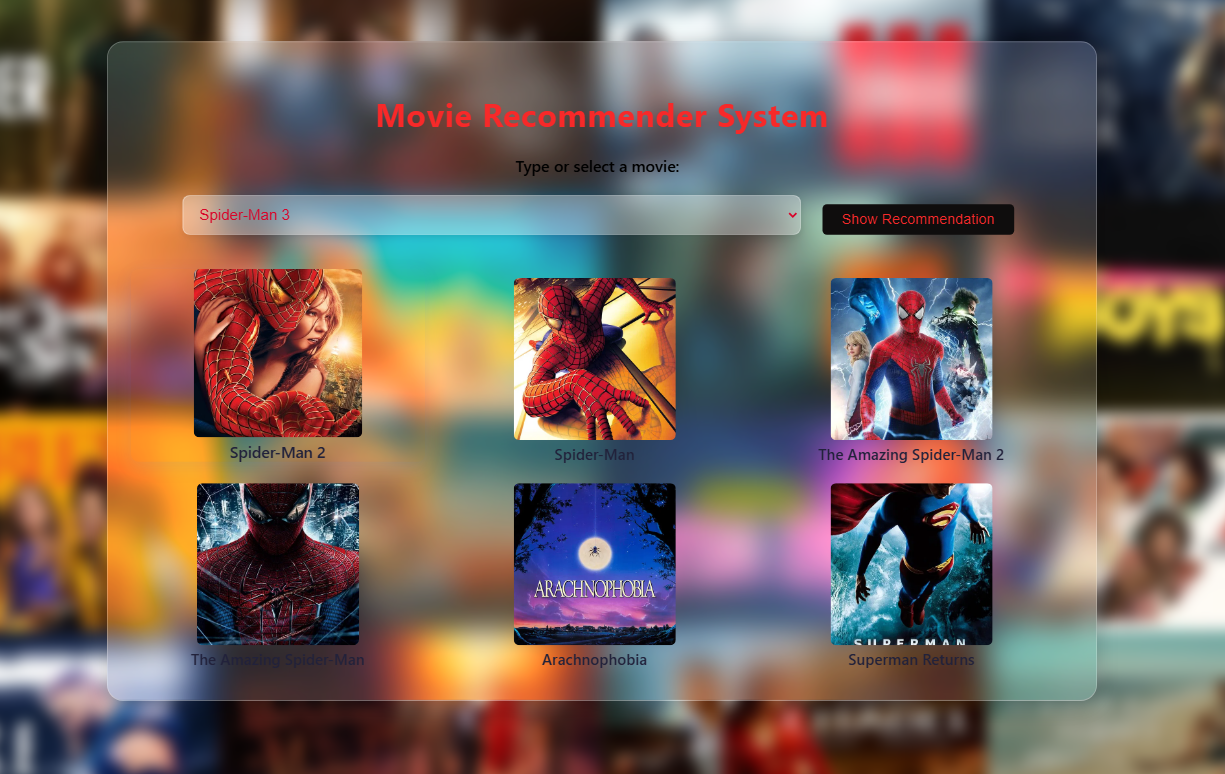 Movie Recommender System
Type or select a movie:
Spider-Man 3
Show Recommendation
Spider-Man 2
Spider-Man
The Amazing Spider-Man 2
ARACHNOPHOBIA
SUPERMAN
The Amazing Spider-Man
Arachnophobia
Superman Returns